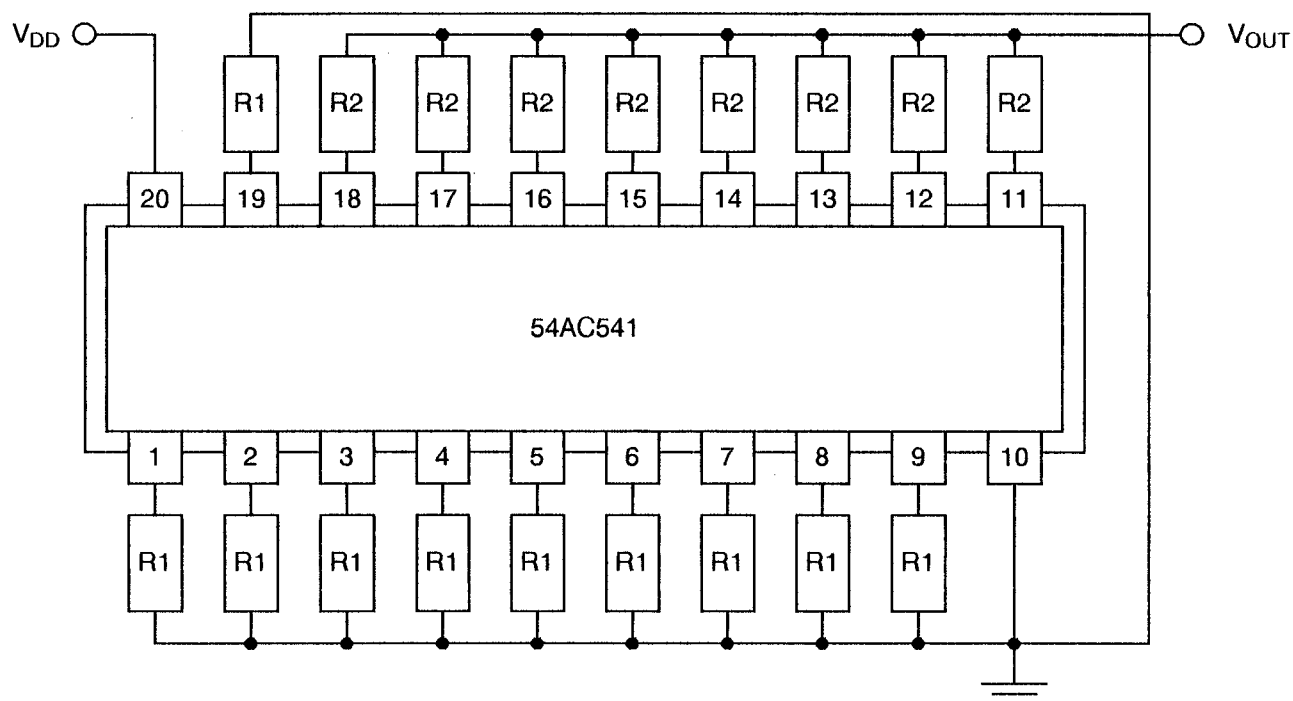 V_DD V_OUT
R1 R2 R2 R2 R2 R2 R2 R2 R2
20 19 18 17 16 15 14 13 12 11
54AC541
1 2 3 4 5 6 7 8 9 10
R1 R1 R1 R1 R1 R1 R1 R1 R1